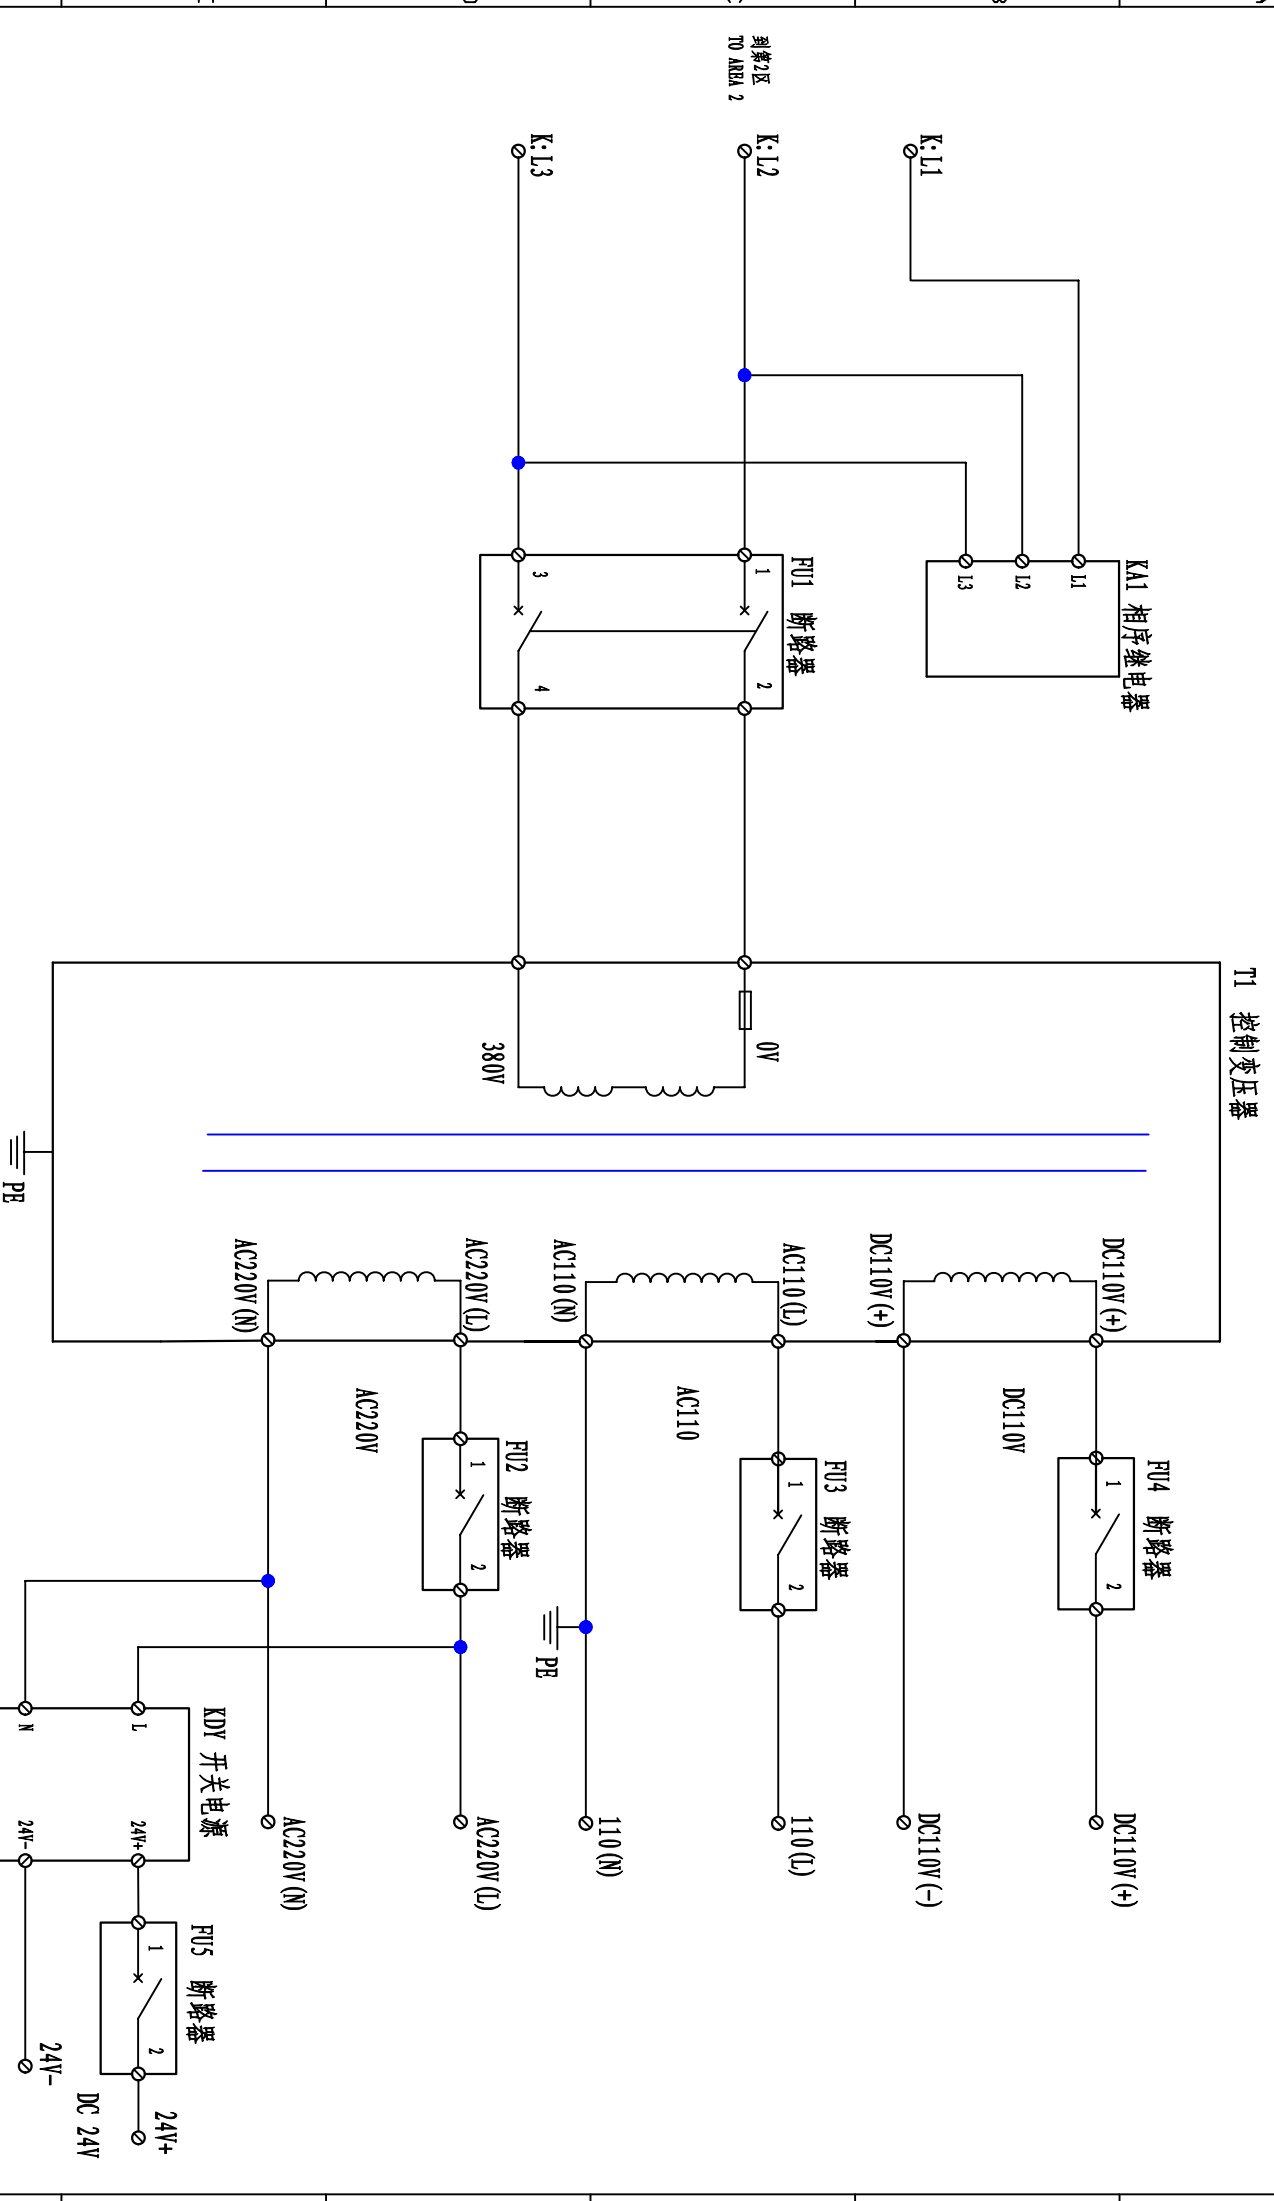 到第2区
TO AREA 2
K:L1
K:L2
K:L3
KA1 相序继电器
L1
L2
L3
FU1 断路器
1
2
3
4
T1 控制变压器
0V
380V
PE
DC110V(+)
DC110V(+)
AC110(L)
AC110(N)
AC220V(L)
AC220V(N)
DC110V
AC110
AC220V
FU4 断路器
1
2
FU3 断路器
1
2
FU2 断路器
1
2
PE
DC110V(+)
DC110V(-)
110(L)
110(N)
AC220V(L)
AC220V(N)
KDY 开关电源
L
N
24V+
24V-
FU5 断路器
1
2
24V+
24V-
DC 24V